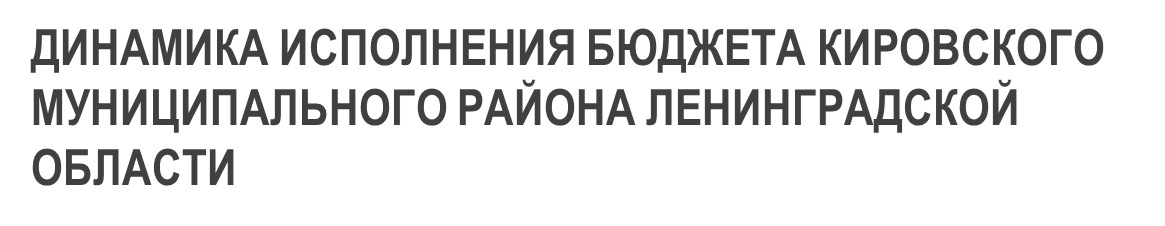 ДИНАМИКА ИСПОЛНЕНИЯ БЮДЖЕТА КИРОВСКОГО
МУНИЦИПАЛЬНОГО РАЙОНА ЛЕНИНГРАДСКОЙ
ОБЛАСТИ